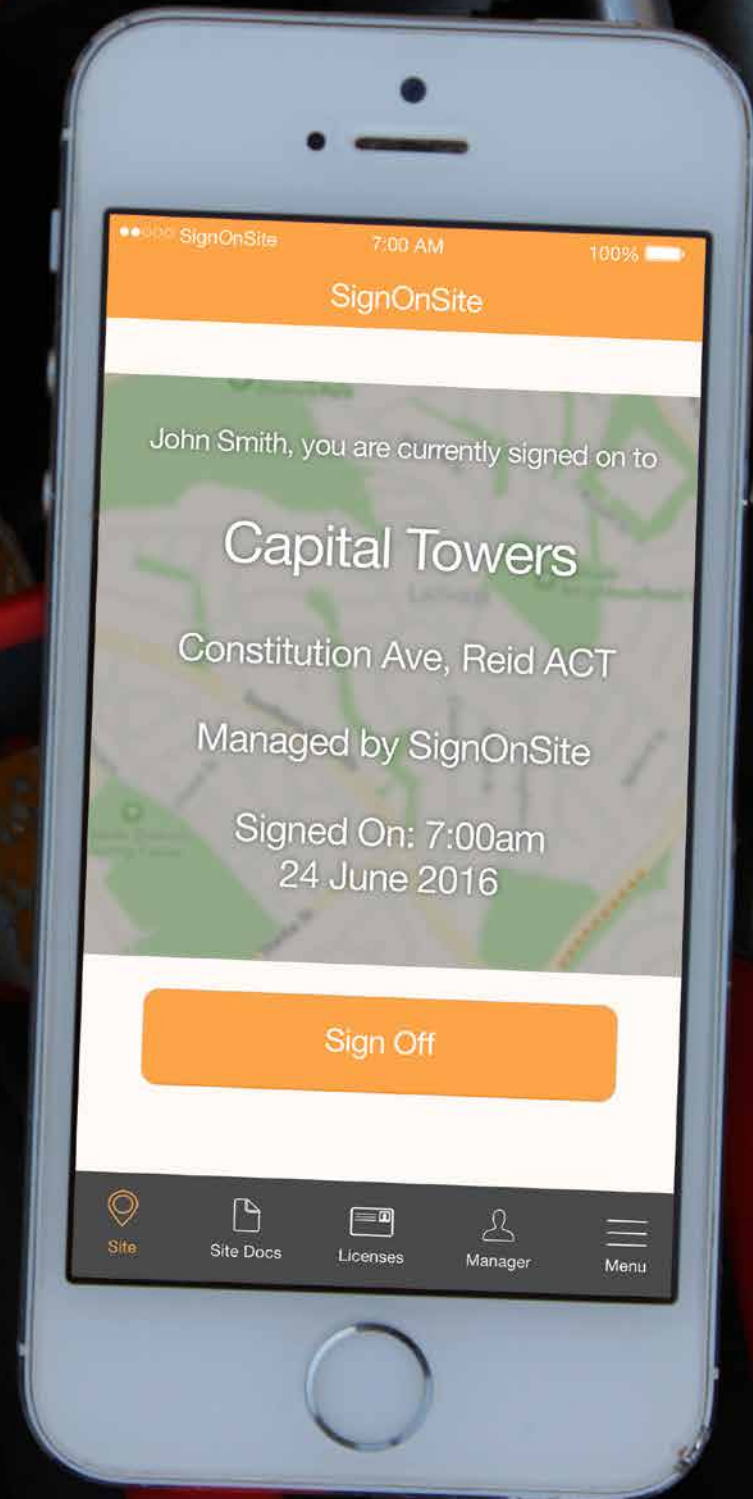 SignOnSite 7:00 AM 100%
SignOnSite
John Smith, you are currently signed on to
Capital Towers
Constitution Ave, Reid ACT
Managed by SignOnSite
Signed On: 7:00am
24 June 2016
Sign Off
Site Site Docs Licenses Manager Menu